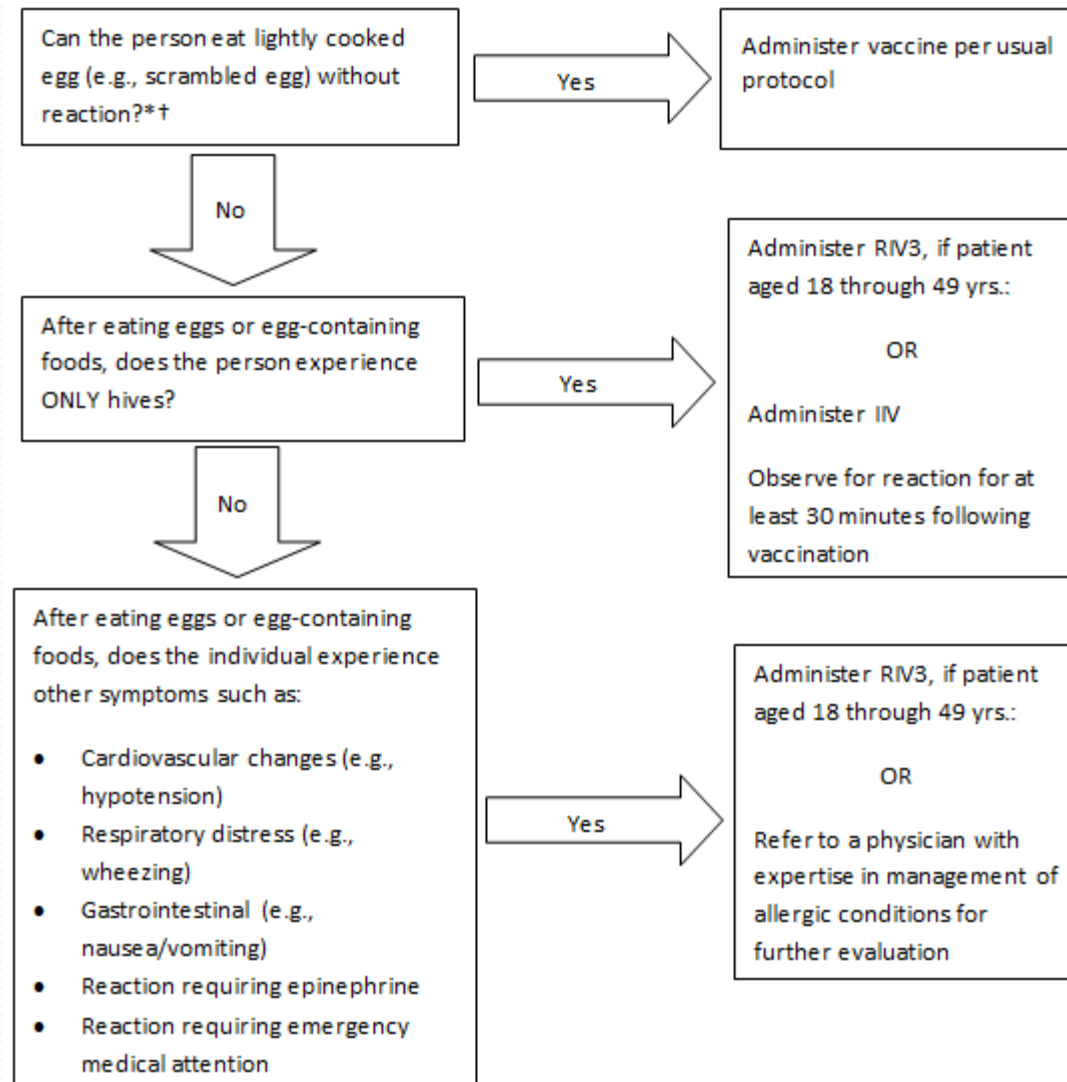 Can the person eat lightly cooked
egg (e.g., scrambled egg) without
reaction?*†
Yes
Administer vaccine per usual
protocol
No
After eating eggs or egg-containing
foods, does the person experience
ONLY hives?
Yes
Administer RIV3, if patient
aged 18 through 49 yrs.:
OR
Administer IIV
Observe for reaction for at
least 30 minutes following
vaccination
No
After eating eggs or egg-containing
foods, does the individual experience
other symptoms such as:
• Cardiovascular changes (e.g.,
hypotension)
• Respiratory distress (e.g.,
wheezing)
• Gastrointestinal (e.g.,
nausea/vomiting)
• Reaction requiring epinephrine
• Reaction requiring emergency
medical attention
Yes
Administer RIV3, if patient
aged 18 through 49 yrs.:
OR
Refer to a physician with
expertise in management of
allergic conditions for
further evaluation